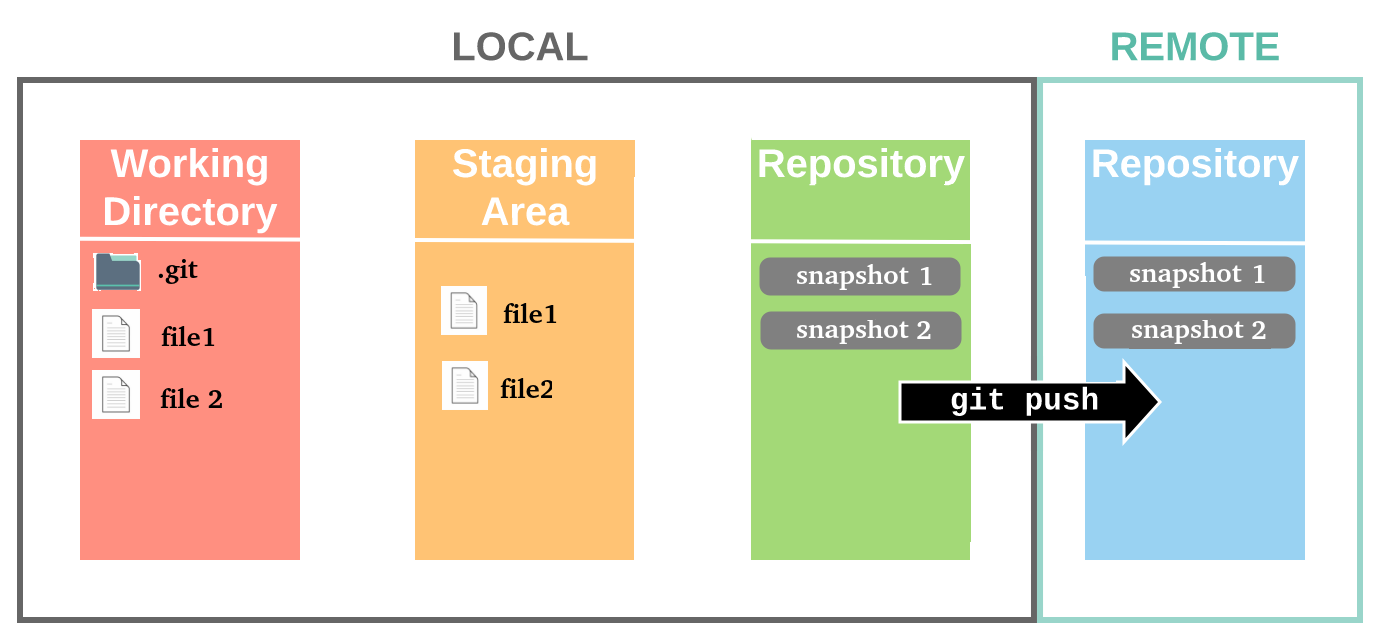 LOCAL
REMOTE
Working
Directory
.git
file1
file 2
Staging
Area
file1
file2
Repository
snapshot 1
snapshot 2
git push
Repository
snapshot 1
snapshot 2